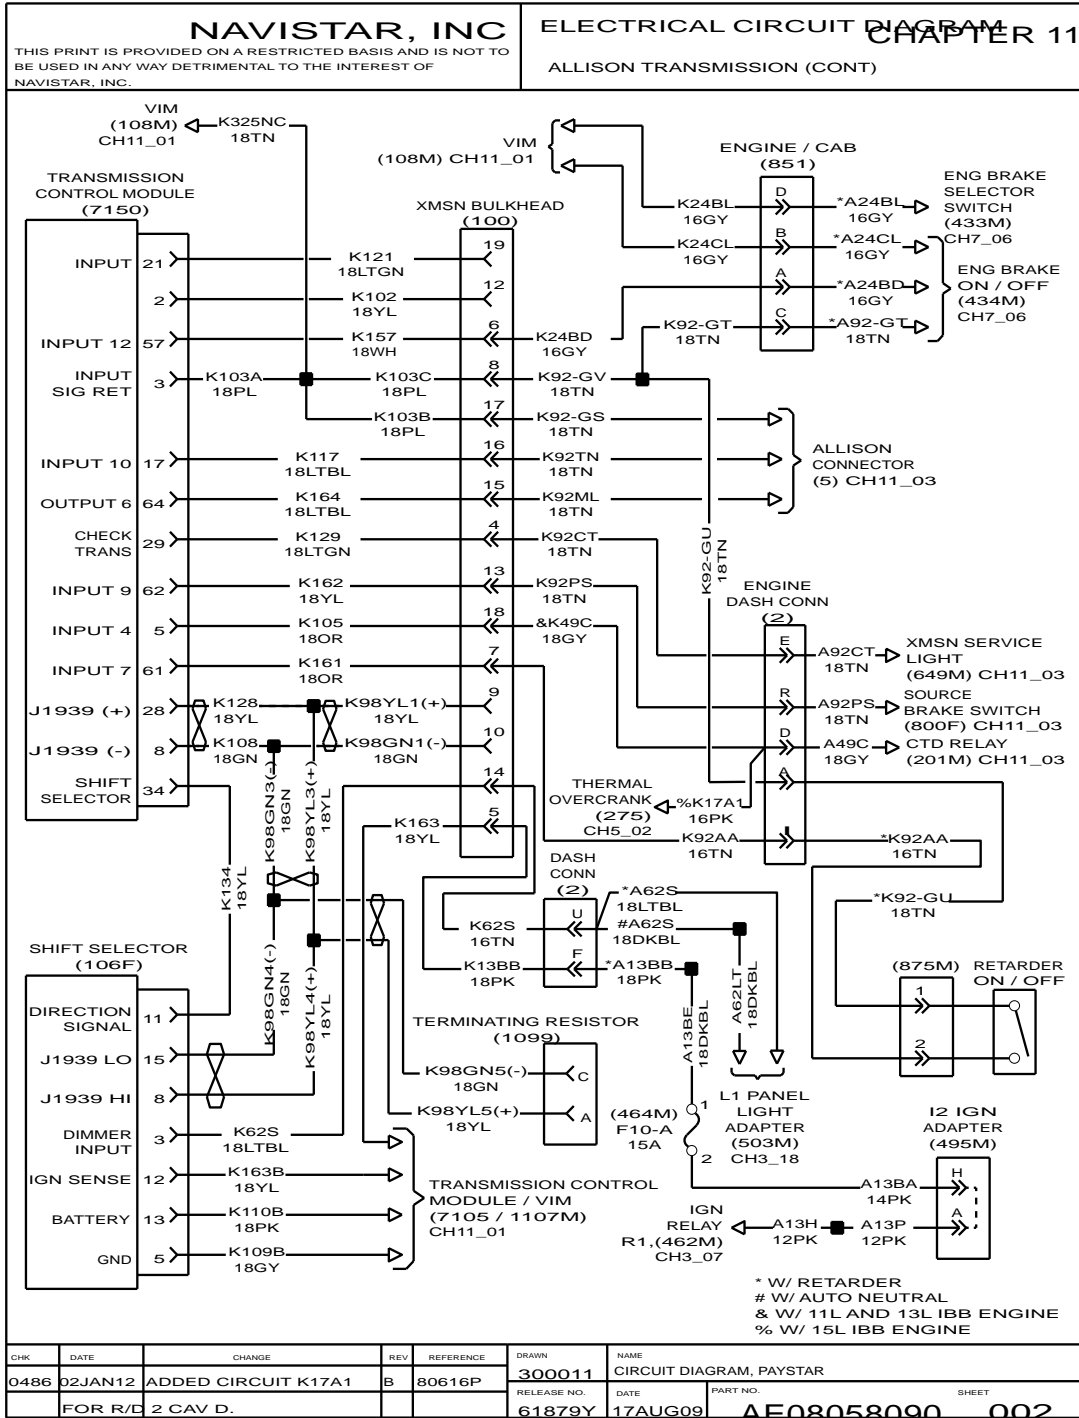 NAVISTAR, INC
THIS PRINT IS PROVIDED ON A RESTRICTED BASIS AND IS NOT TO
BE USED IN ANY WAY DETRIMENTAL TO THE INTEREST OF
NAVISTAR, INC.
ELECTRICAL CIRCUIT DIAGRAM
CHAPTER 11
ALLISON TRANSMISSION (CONT)
VIM
(108M)
CH11_01
K325NC
18TN
VIM
(108M) CH11_01
ENGINE / CAB
(851)
D
B
A
C
K24BL
16GY
K24CL
16GY
K92-GT
18TN
*A24BL
16GY
*A24CL
16GY
*A24BD
16GY
*A92-GT
18TN
ENG BRAKE
SELECTOR
SWITCH
(433M)
CH7_06
ENG BRAKE
ON / OFF
(434M)
CH7_06
TRANSMISSION
CONTROL MODULE
(7150)
XMSN BULKHEAD
(100)
INPUT 21
K121
18LTGN
19
2
K102
18YL
12
INPUT 12 57
K157
18WH
6
K24BD
16GY
INPUT
SIG RET 3
K103A
18PL
K103C
18PL
8
K92-GV
18TN
K103B
18PL
17
K92-GS
18TN
INPUT 10 17
K117
18LTBL
16
K92TN
18TN
OUTPUT 6 64
K164
18LTBL
15
K92ML
18TN
ALLISON
CONNECTOR
(5) CH11_03
CHECK
TRANS 29
K129
18LTGN
4
K92CT
18TN
INPUT 9 62
K162
18YL
13
K92PS
18TN
INPUT 4 5
K105
18OR
18
&K49C
18GY
INPUT 7 61
K161
18OR
7
J1939 (+) 28
K128
18YL
K98YL1(+)
18YL
9
J1939 (-) 8
K108
18GN
K98GN1(-)
18GN
10
SHIFT
SELECTOR 34
14
K163
18YL
5
K92-GU
18TN
ENGINE
DASH CONN
(2)
E
R
D
A
A92CT
18TN
XMSN SERVICE
LIGHT
(649M) CH11_03
A92PS
18TN
SOURCE
BRAKE SWITCH
(800F) CH11_03
A49C
18GY
CTD RELAY
(201M) CH11_03
THERMAL
OVERCRANK
(275)
CH5_02
%K17A1
16PK
K92AA
16TN
*K92AA
16TN
*K92-GU
18TN
K134
18YL
K98GN3(-)
18GN
K98YL3(+)
18YL
K98GN4(-)
18GN
K98YL4(+)
18YL
DASH
CONN
(2)
U
F
K62S
16TN
K13BB
18PK
*A62S
18LTBL
#A62S
18DKBL
*A13BB
18PK
A13BE
18DKBL
A62LT
18DKBL
(875M)
1
2
RETARDER
ON / OFF
SHIFT SELECTOR
(106F)
DIRECTION
SIGNAL 11
J1939 LO 15
J1939 HI 8
DIMMER
INPUT 3
K62S
18LTBL
IGN SENSE 12
K163B
18YL
BATTERY 13
K110B
18PK
GND 5
K109B
18GY
TERMINATING RESISTOR
(1099)
K98GN5(-)
18GN
C
K98YL5(+)
18YL
A
TRANSMISSION CONTROL
MODULE / VIM
(7105 / 1107M)
CH11_01
(464M)
F10-A
15A
1
2
L1 PANEL
LIGHT
ADAPTER
(503M)
CH3_18
I2 IGN
ADAPTER
(495M)
H
A
A13BA
14PK
IGN
RELAY
R1,(462M)
CH3_07
A13H
12PK
A13P
12PK
* W/ RETARDER
# W/ AUTO NEUTRAL
& W/ 11L AND 13L IBB ENGINE
% W/ 15L IBB ENGINE
CHK DATE CHANGE REV REFERENCE
0486 02JAN12 ADDED CIRCUIT K17A1 B 80616P
FOR R/D 2 CAV D.
DRAWN
300011
NAME
CIRCUIT DIAGRAM, PAYSTAR
RELEASE NO.
61879Y
DATE
17AUG09
PART NO.
AE08058090
SHEET
002